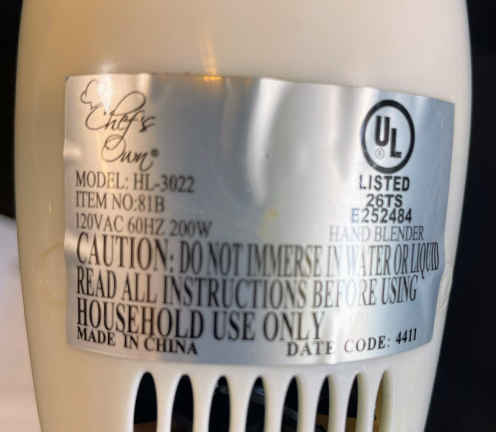 Chef's
Own®
MODEL: HL-3022
ITEM NO:81B
120VAC 60HZ 200W
UL
®
LISTED
26TS
E252484
HAND BLENDER
CAUTION: DO NOT IMMERSE IN WATER OR LIQUID
READ ALL INSTRUCTIONS BEFORE USING
HOUSEHOLD USE ONLY
MADE IN CHINA
DATE CODE: 4411